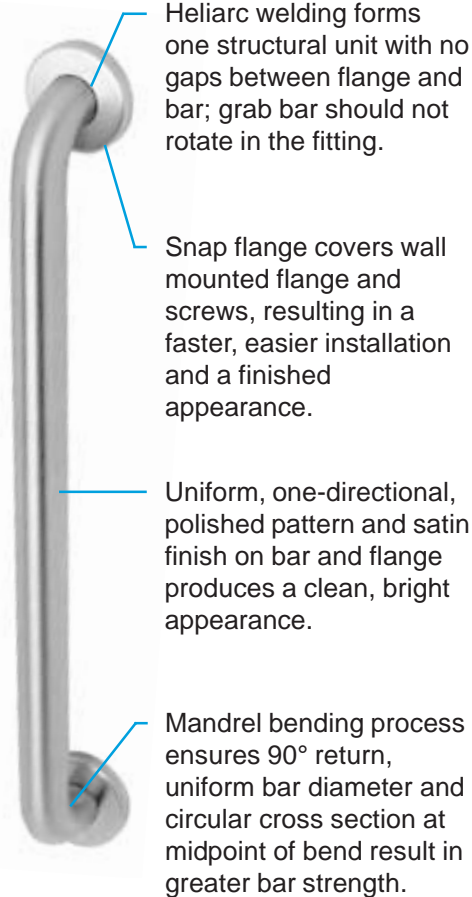 Heliarc welding forms
one structural unit with no
gaps between flange and
bar; grab bar should not
rotate in the fitting.
Snap flange covers wall
mounted flange and
screws, resulting in a
faster, easier installation
and a finished
appearance.
Uniform, one-directional,
polished pattern and satin
finish on bar and flange
produces a clean, bright
appearance.
Mandrel bending process
ensures 90° return,
uniform bar diameter and
circular cross section at
midpoint of bend result in
greater bar strength.